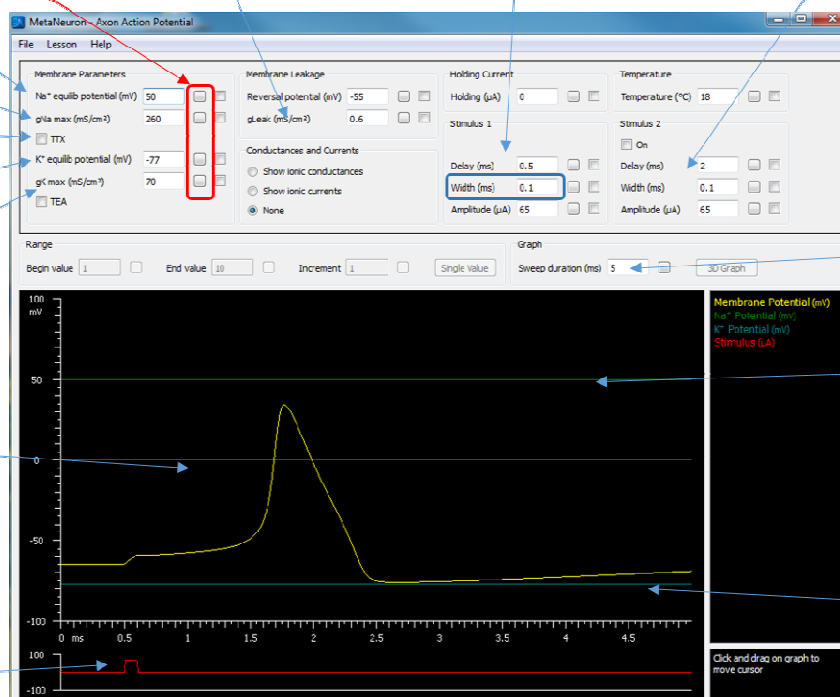 MetaNeuron - Axon Action Potential
File Lesson Help
Membrane Parameters
Na⁺ equilib potential (mV) 50
gNa max (mS/cm²) 260
TTX
K⁺ equilib potential (mV) -77
gK max (mS/cm²) 70
TEA
Membrane Leakage
Reversal potential (mV) -55
gLeak (mS/cm²) 0.6
Conductances and Currents
Show ionic conductances
Show ionic currents
None
Holding Current
Holding (µA) 0
Stimulus 1
Delay (ms) 0.5
Width (ms) 0.1
Amplitude (µA) 65
Temperature
Temperature (°C) 18
Stimulus 2
On
Delay (ms) 2
Width (ms) 0.1
Amplitude (µA) 65
Range
Begin value 1 End value 10 Increment 1 Single Value
Graph
Sweep duration (ms) 5 3D Graph
100
mV
50
0
-50
-100
0 ms 0.5 1 1.5 2 2.5 3 3.5 4 4.5
100
-100
Membrane Potential (mV)
Na⁺ Potential (mV)
K⁺ Potential (mV)
Stimulus (µA)
Click and drag on graph to
move cursor